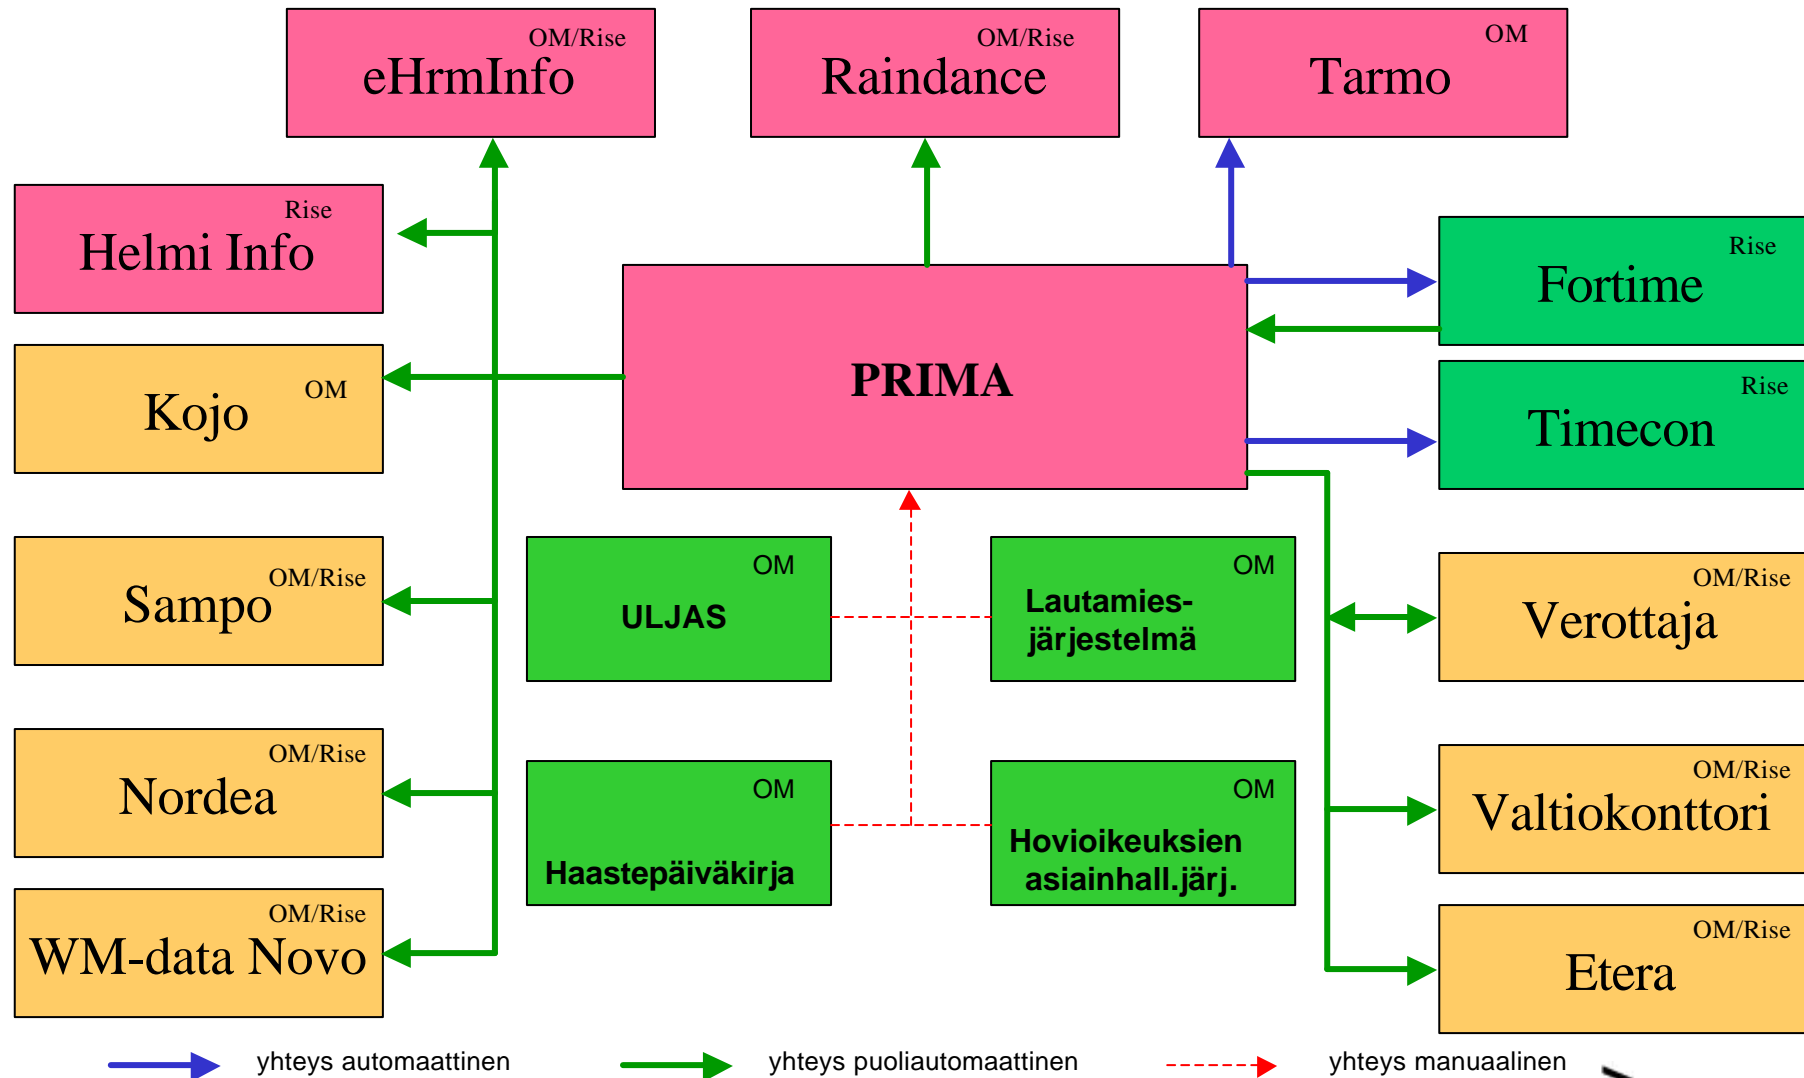 OM/Rise
eHrmInfo
OM/Rise
Raindance
OM
Tarmo
Rise
Helmi Info
Rise
Fortime
PRIMA
OM
Kojo
Rise
Timecon
OM/Rise
Sampo
OM
ULJAS
OM
Lautamies-
järjestelmä
OM/Rise
Verottaja
OM/Rise
Nordea
OM
Haastepäiväkirja
OM
Hovioikeuksien
asiainhall.järj.
OM/Rise
Valtiokonttori
OM/Rise
WM-data Novo
OM/Rise
Etera
yhteys automaattinen
yhteys puoliautomaattinen
yhteys manuaalinen